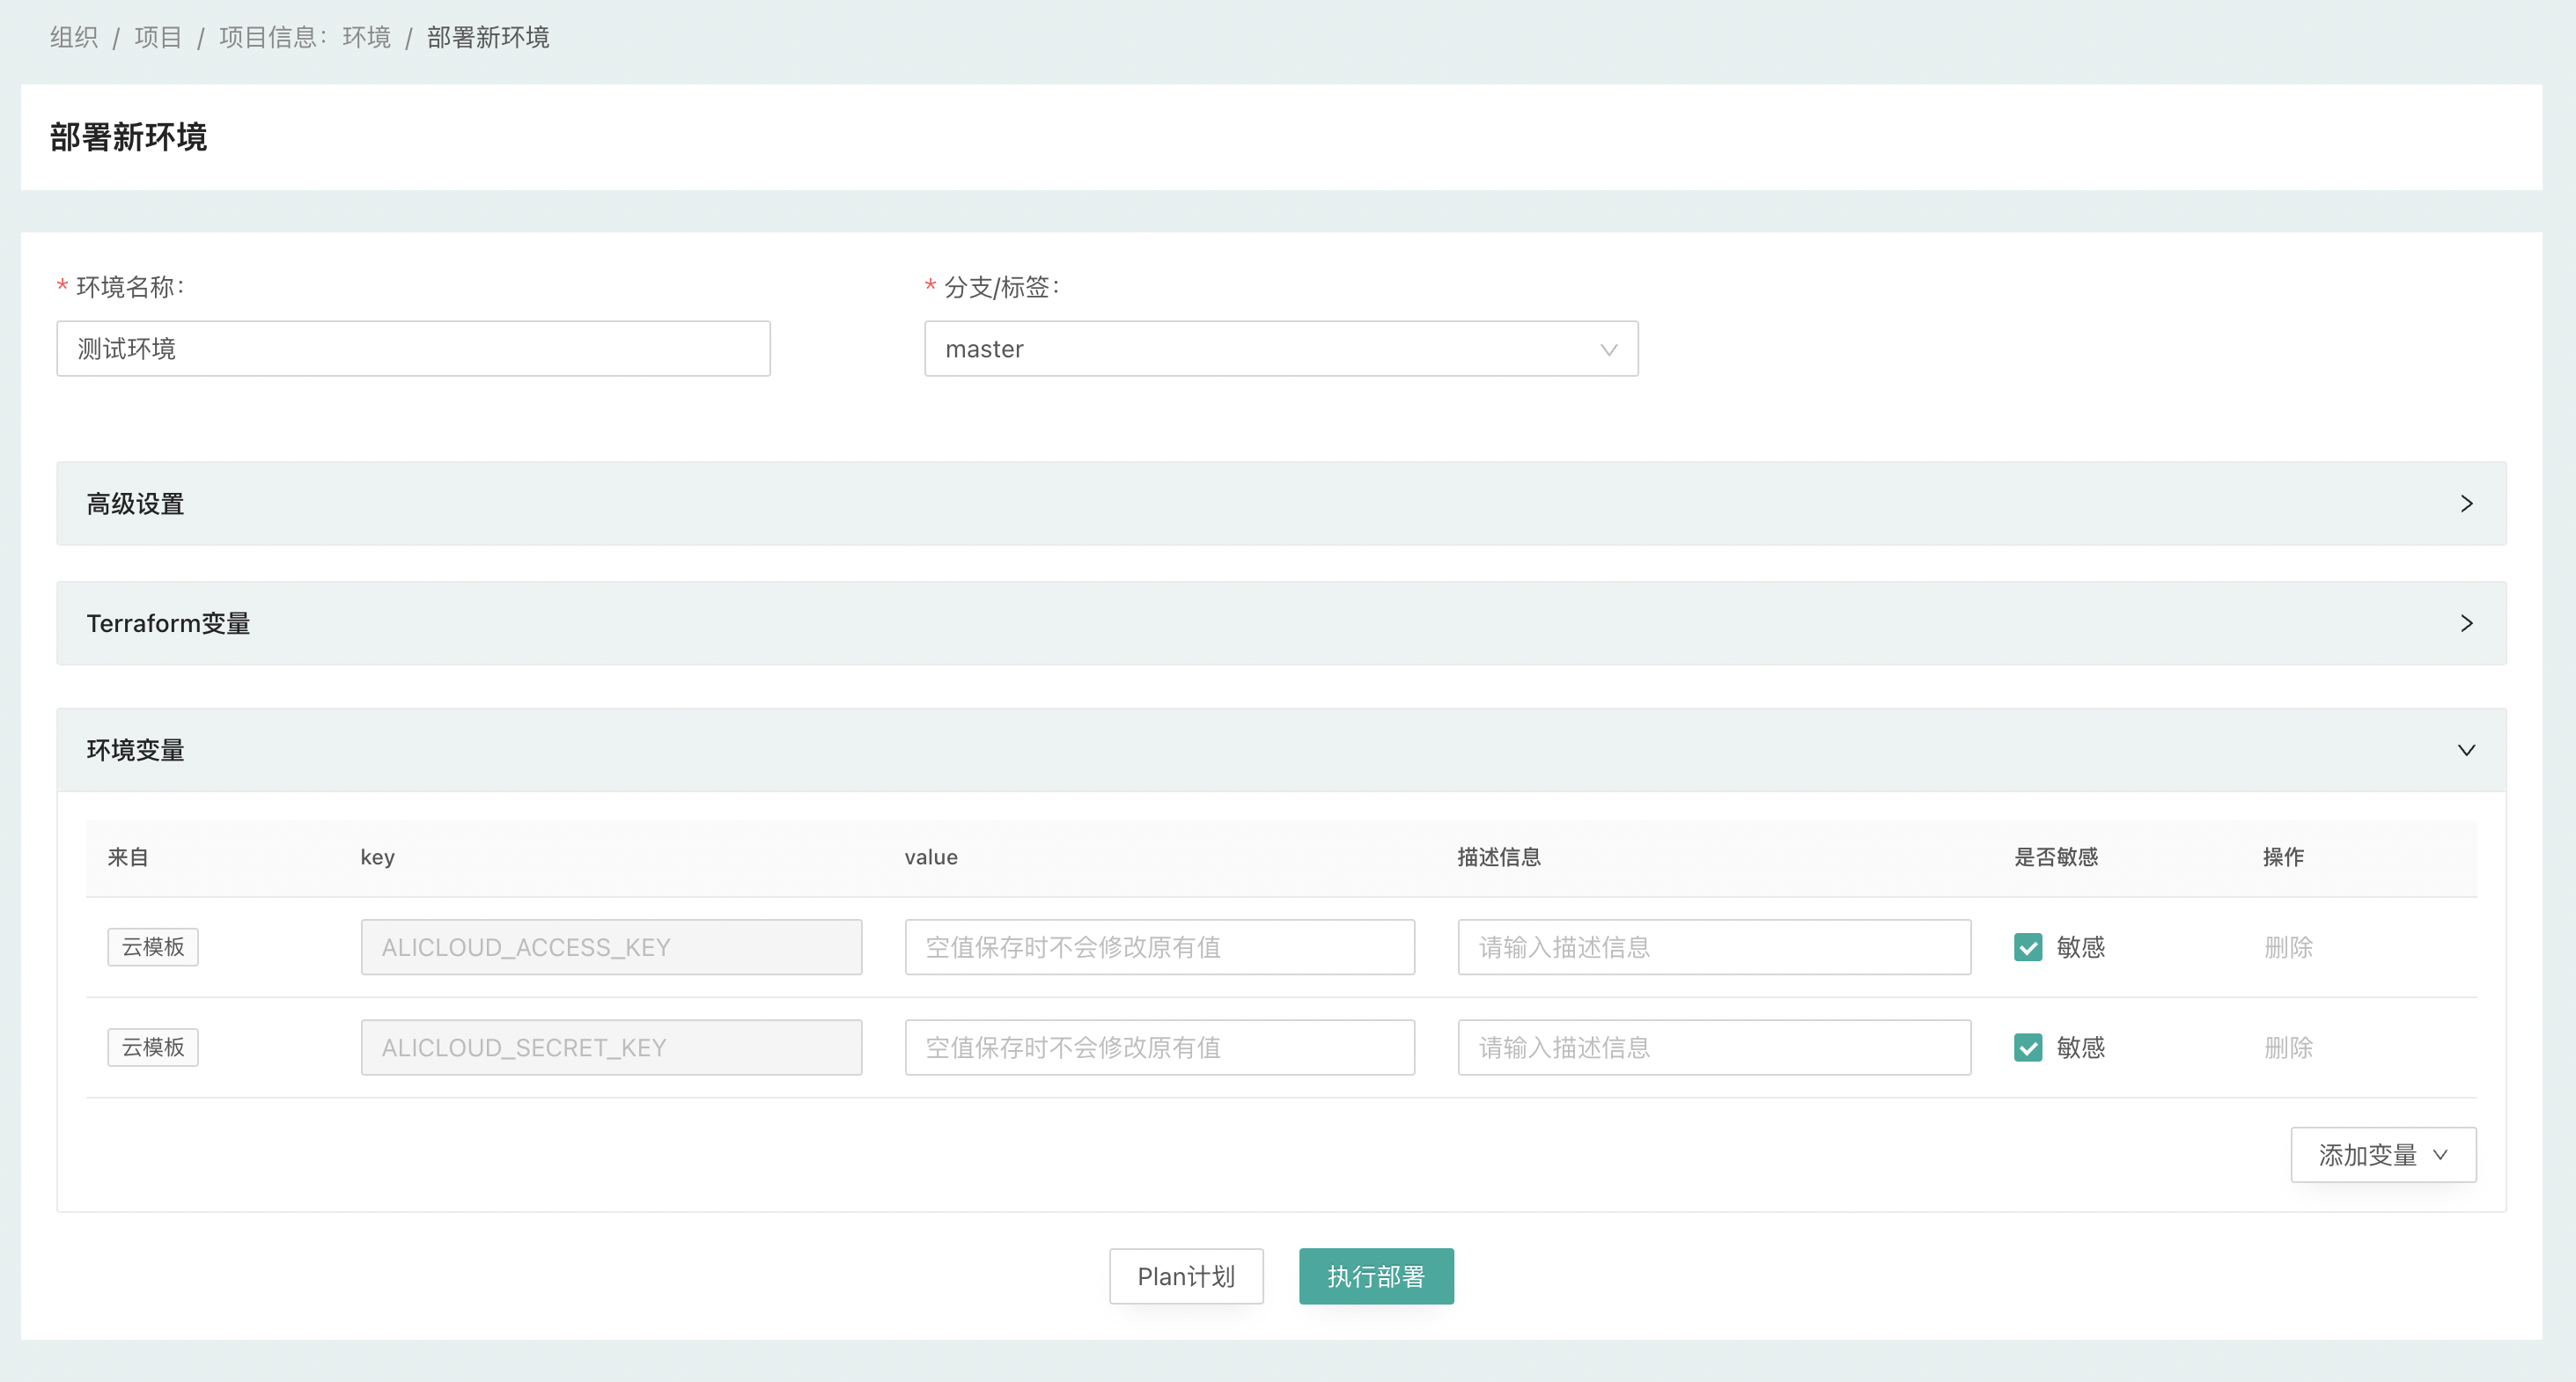 组织 / 项目 / 项目信息：环境 / 部署新环境
部署新环境
* 环境名称： * 分支/标签：
测试环境 master
高级设置
Terraform变量
环境变量
来自 key value 描述信息 是否敏感 操作
云模板 ALICLOUD_ACCESS_KEY 空值保存时不会修改原有值 请输入描述信息 敏感 删除
云模板 ALICLOUD_SECRET_KEY 空值保存时不会修改原有值 请输入描述信息 敏感 删除
添加变量
Plan计划 执行部署